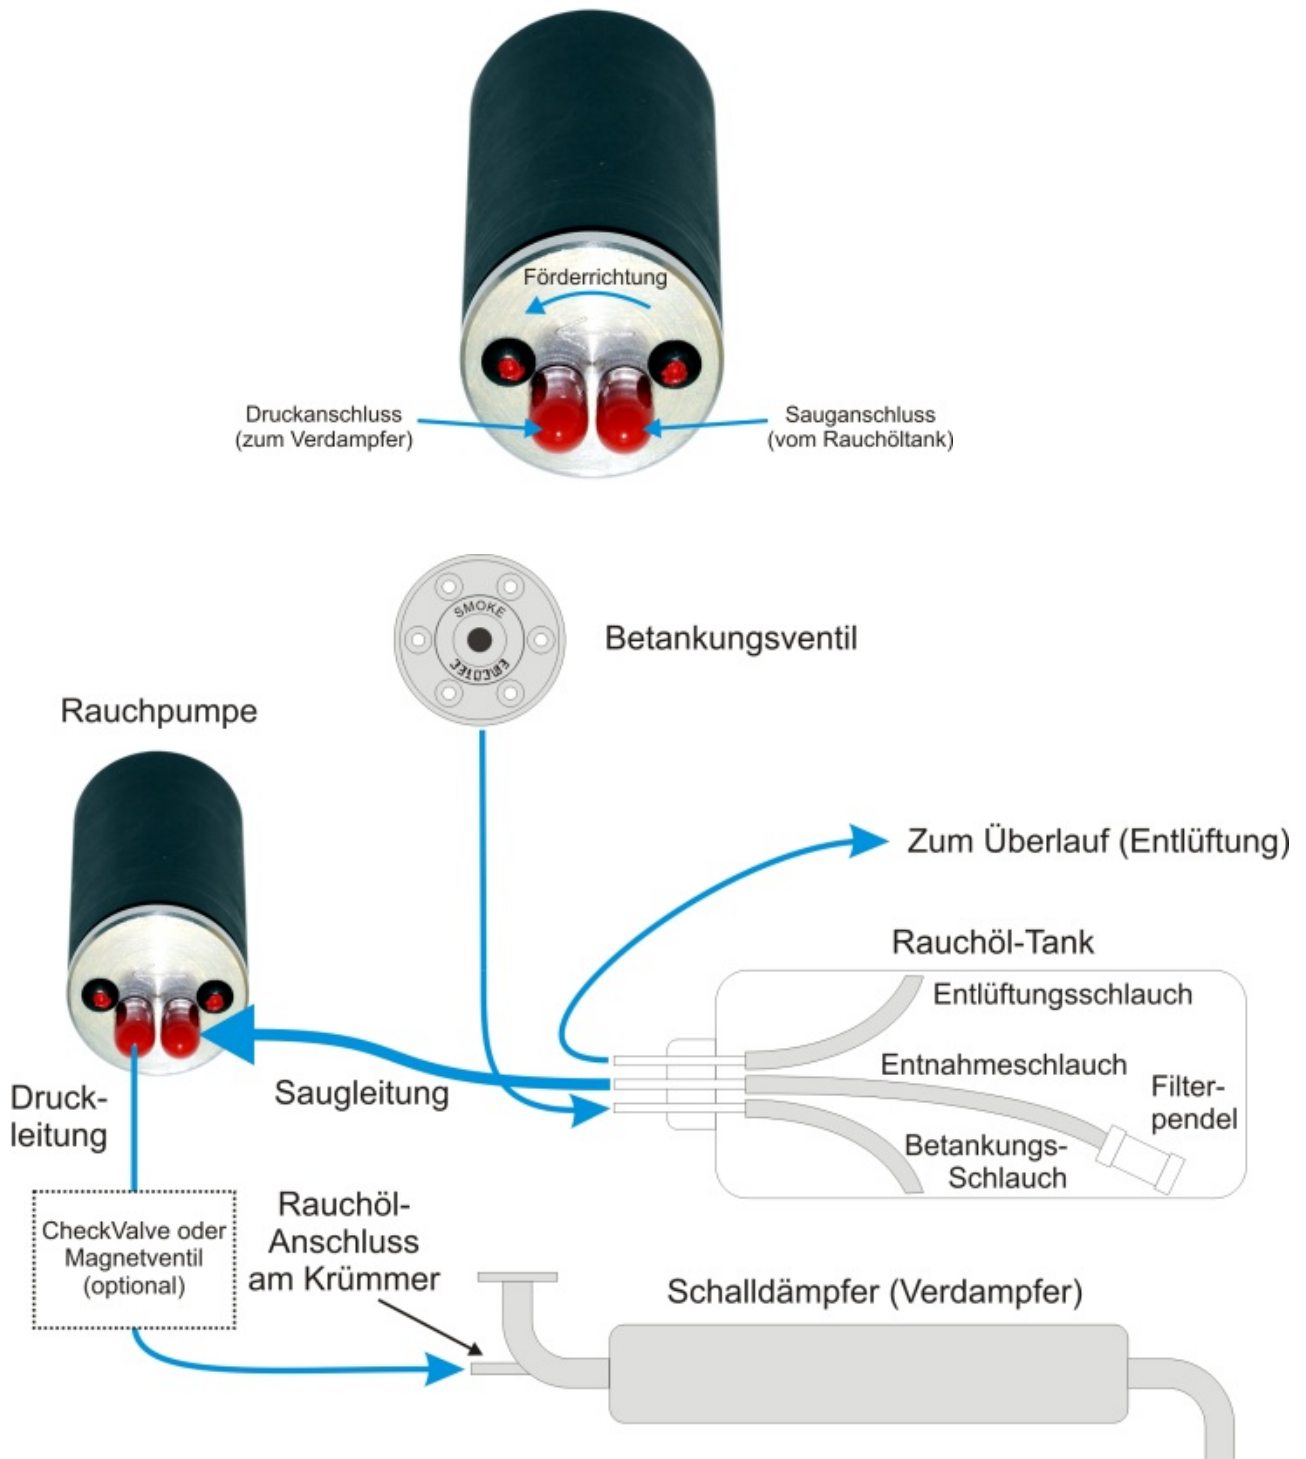 Förderrichtung
Druckanschluss
(zum Verdampfer)
Sauganschluss
(vom Rauchöltank)
SMOKE
EMCOTEC
Betankungsventil
Rauchpumpe
Zum Überlauf (Entlüftung)
Rauchöl-Tank
Entlüftungsschlauch
Entnahmeschlauch
Filter-
pendel
Betankungs-
Schlauch
Saugleitung
Druck-
leitung
CheckValve oder
Magnetventil
(optional)
Rauchöl-
Anschluss
am Krümmer
Schalldämpfer (Verdampfer)